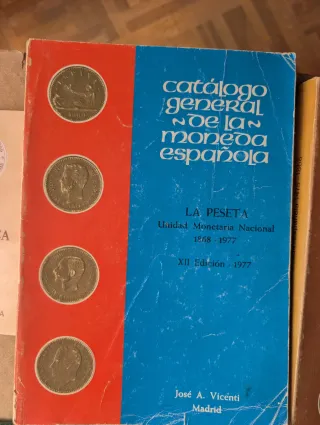 catálogo
general
~de la~
moneda
española
LA PESETA
Unidad Monetaria Nacional
1868 - 1977
XII Edición - 1977
José A. Vicenti
Madrid